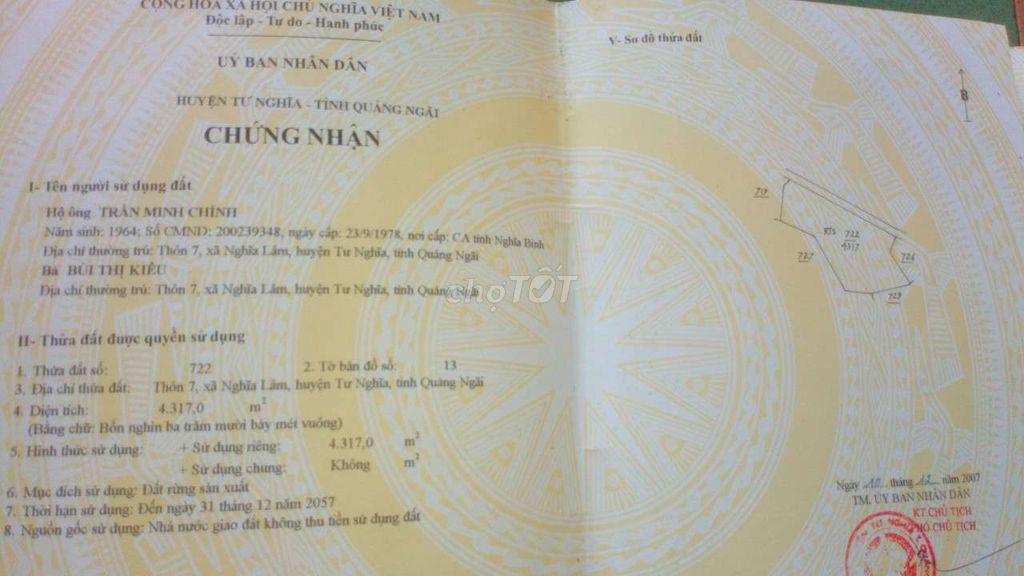 CỘNG HÒA XÃ HỘI CHỦ NGHĨA VIỆT NAM
Độc lập - Tự do - Hạnh phúc
UỶ BAN NHÂN DÂN
HUYỆN TƯ NGHĨA - TỈNH QUẢNG NGÃI
CHỨNG NHẬN
I- Tên người sử dụng đất
Hộ ông TRẦN MINH CHÍNH
Năm sinh: 1964; Số CMND: 200239348, ngày cấp: 23/9/1978, nơi cấp: CA tỉnh Nghĩa Bình
Địa chỉ thường trú: Thôn 7, xã Nghĩa Lâm, huyện Tư Nghĩa, tỉnh Quảng Ngãi
Bà BÙI THỊ KIỀU
Địa chỉ thường trú: Thôn 7, xã Nghĩa Lâm, huyện Tư Nghĩa, tỉnh Quảng Ngãi
II- Thửa đất được quyền sử dụng
1. Thửa đất số: 722 2. Tờ bản đồ số: 13
3. Địa chỉ thửa đất: Thôn 7, xã Nghĩa Lâm, huyện Tư Nghĩa, tỉnh Quảng Ngãi
4. Diện tích: 4.317,0 m²
(Bằng chữ: Bốn nghìn ba trăm mười bảy mét vuông)
5. Hình thức sử dụng: + Sử dụng riêng: 4.317,0 m²
+ Sử dụng chung: Không m²
6. Mục đích sử dụng: Đất rừng sản xuất
7. Thời hạn sử dụng: Đến ngày 31 tháng 12 năm 2057
8. Nguồn gốc sử dụng: Nhà nước giao đất không thu tiền sử dụng đất
V- Sơ đồ thửa đất
B
RTS 722
4317
727
726
729
chợTỐT
Ngày 10 tháng 12 2007
TM. UỶ BAN NHÂN DÂN
KT.CHỦ TỊCH
PHÓ CHỦ TỊCH